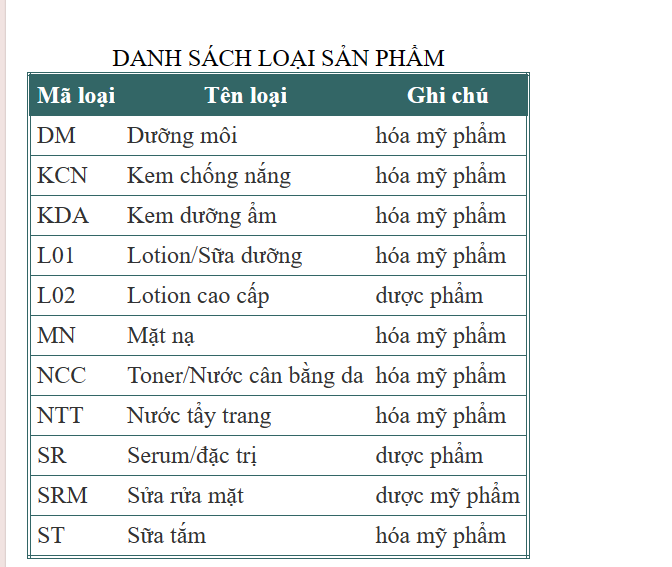 DANH SÁCH LOẠI SẢN PHẨM
Mã loại Tên loại Ghi chú
DM Dưỡng môi hóa mỹ phẩm
KCN Kem chống nắng hóa mỹ phẩm
KDA Kem dưỡng ẩm hóa mỹ phẩm
L01 Lotion/Sữa dưỡng hóa mỹ phẩm
L02 Lotion cao cấp dược phẩm
MN Mặt nạ hóa mỹ phẩm
NCC Toner/Nước cân bằng da hóa mỹ phẩm
NTT Nước tẩy trang hóa mỹ phẩm
SR Serum/đặc trị dược phẩm
SRM Sửa rửa mặt dược mỹ phẩm
ST Sữa tắm hóa mỹ phẩm